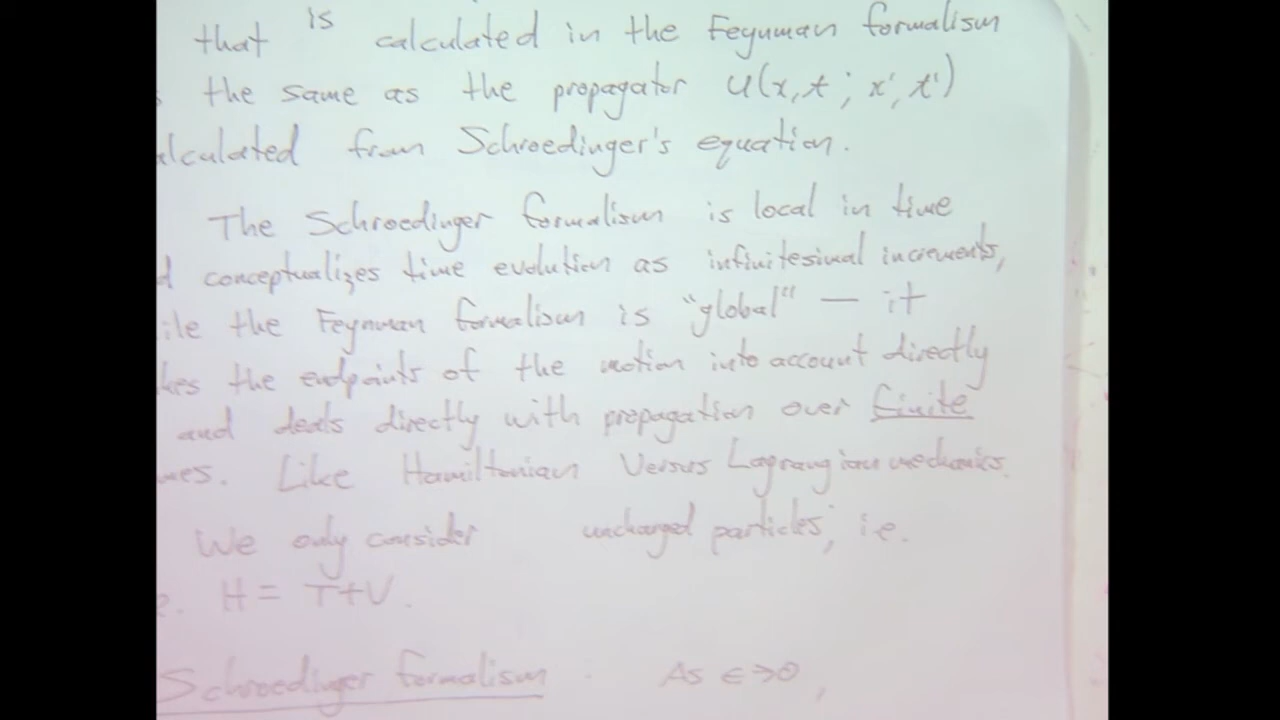 that is calculated in the Feynman formalism
the same as the propagator U(x,t; x',t')
alculated from Schroedinger's equation.
The Schroedinger formalism is local in time
d conceptualizes time evolution as infinitesimal increments,
ile the Feynman formalism is "global" — it
kes the endpoints of the motion into account directly
and deals directly with propagation over finite
mes. Like Hamiltonian versus Lagrangian mechanics.
We only consider uncharged particles, i.e.
e. H = T+V.
Schroedinger formalism. As ε→0,